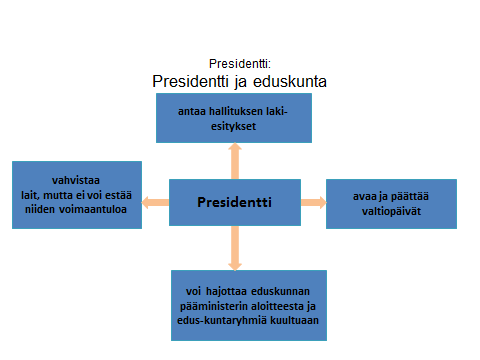 Presidentti:
Presidentti ja eduskunta
antaa hallituksen laki-
esitykset
vahvistaa
lait, mutta ei voi estää
niiden voimaantuloa
Presidentti
avaa ja päättää
valtiopäivät
voi hajottaa eduskunnan
pääministerin aloitteesta ja
edus-kuntaryhmiä kuultuaan